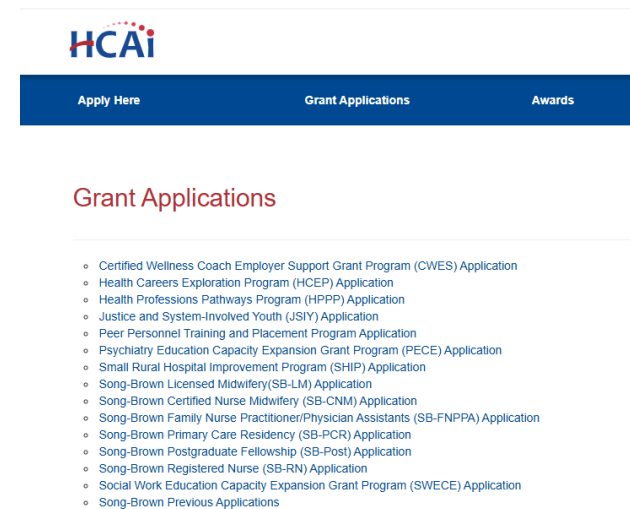 HCAi
Apply Here
Grant Applications
Awards
Grant Applications
Certified Wellness Coach Employer Support Grant Program (CWES) Application
Health Careers Exploration Program (HCEP) Application
Health Professions Pathways Program (HPPP) Application
Justice and System-Involved Youth (JSIY) Application
Peer Personnel Training and Placement Program Application
Psychiatry Education Capacity Expansion Grant Program (PECE) Application
Small Rural Hospital Improvement Program (SHIP) Application
Song-Brown Licensed Midwifery(SB-LM) Application
Song-Brown Certified Nurse Midwifery (SB-CNM) Application
Song-Brown Family Nurse Practitioner/Physician Assistants (SB-FNPPA) Application
Song-Brown Primary Care Residency (SB-PCR) Application
Song-Brown Postgraduate Fellowship (SB-Post) Application
Song-Brown Registered Nurse (SB-RN) Application
Social Work Education Capacity Expansion Grant Program (SWECE) Application
Song-Brown Previous Applications